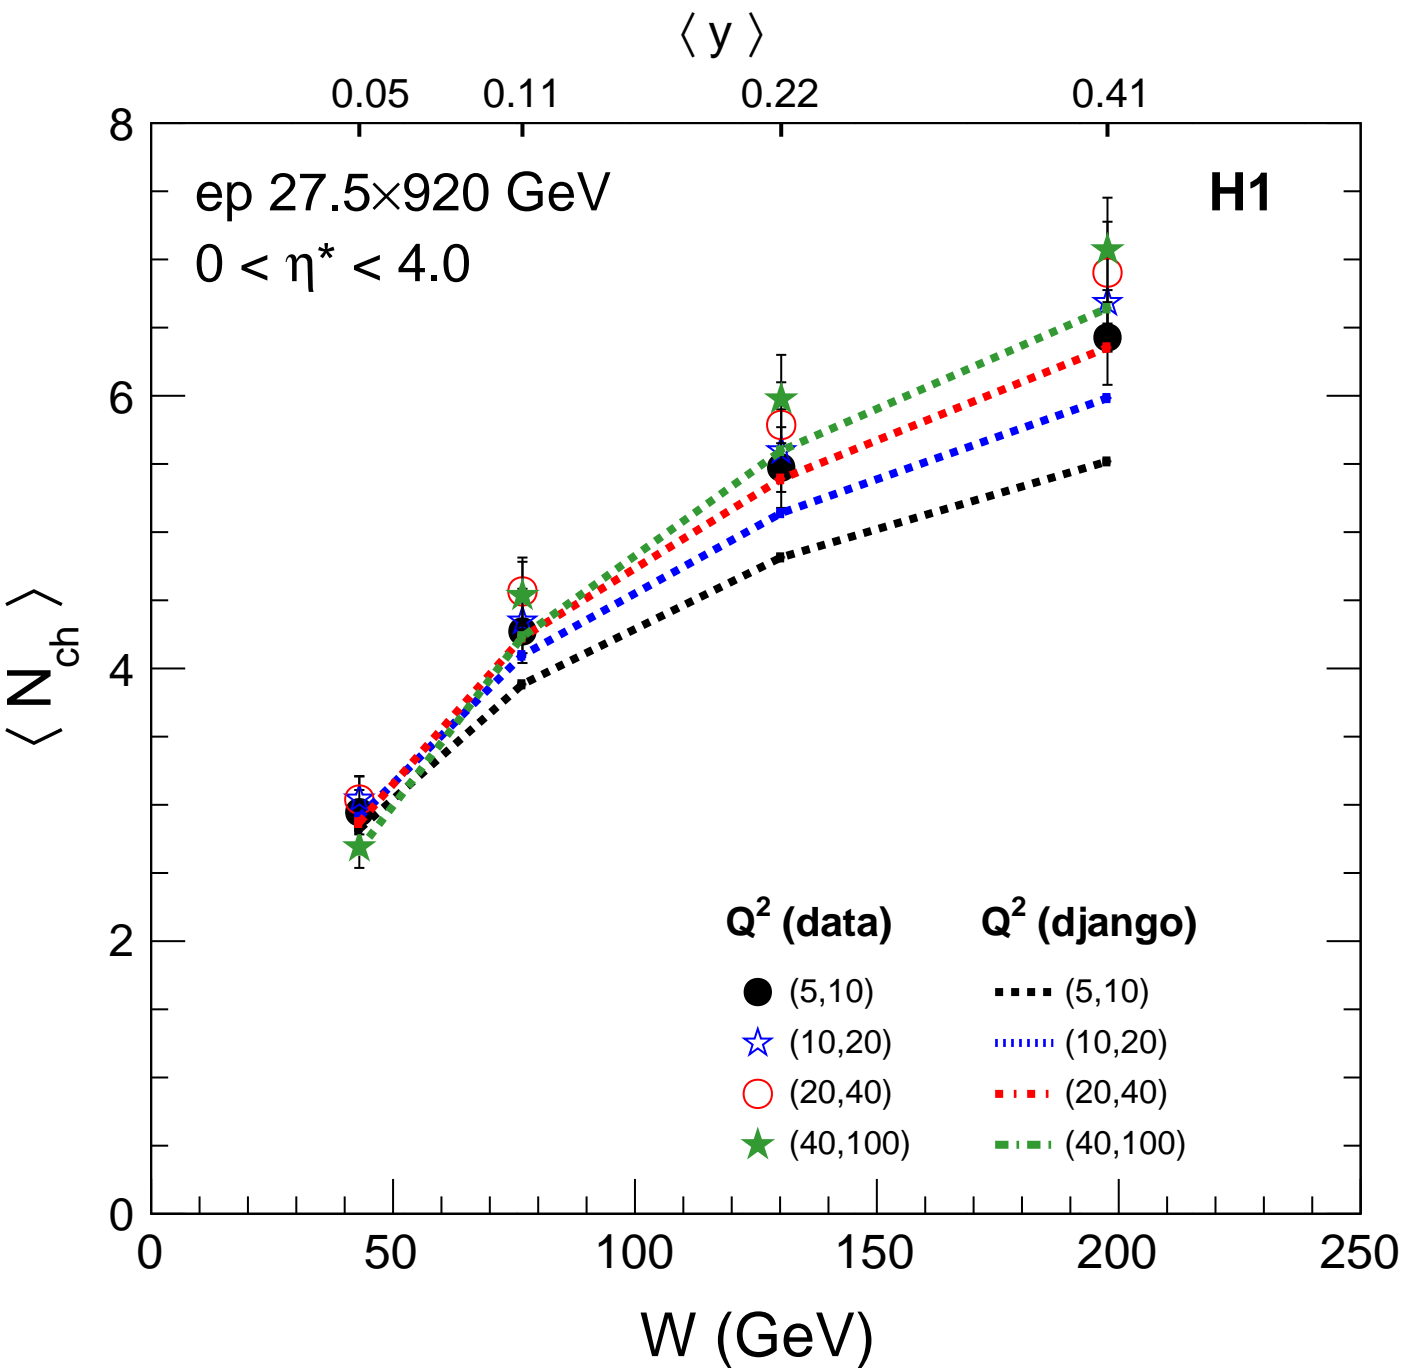 ⟨ y ⟩
0.05 0.11 0.22 0.41
8
ep 27.5×920 GeV H1
0 < η* < 4.0
6
4
⟨ N_ch ⟩
2
Q² (data) Q² (django)
(5,10) (5,10)
(10,20) (10,20)
(20,40) (20,40)
(40,100) (40,100)
0
0 50 100 150 200 250
W (GeV)